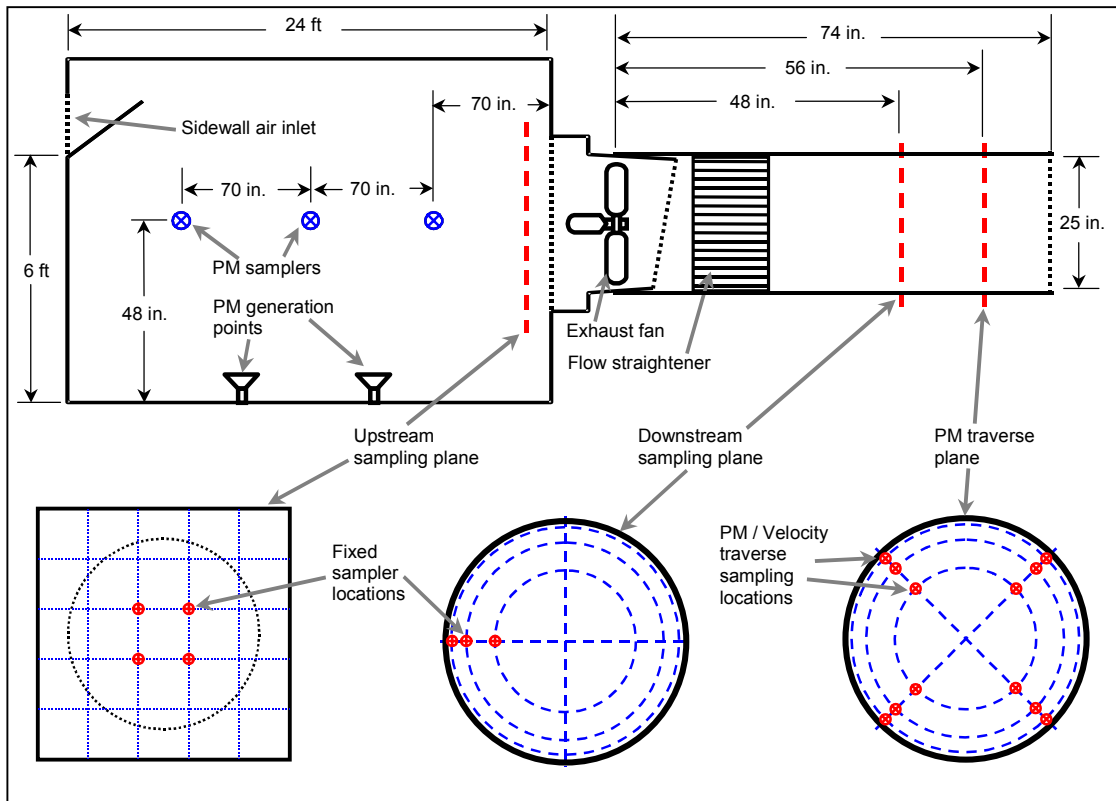 24 ft
74 in.
56 in.
48 in.
70 in.
Sidewall air inlet
70 in.
70 in.
25 in.
PM samplers
6 ft
48 in.
PM generation
points
Exhaust fan
Flow straightener
Upstream
sampling plane
Downstream
sampling plane
PM traverse
plane
Fixed
sampler
locations
PM / Velocity
traverse
sampling
locations